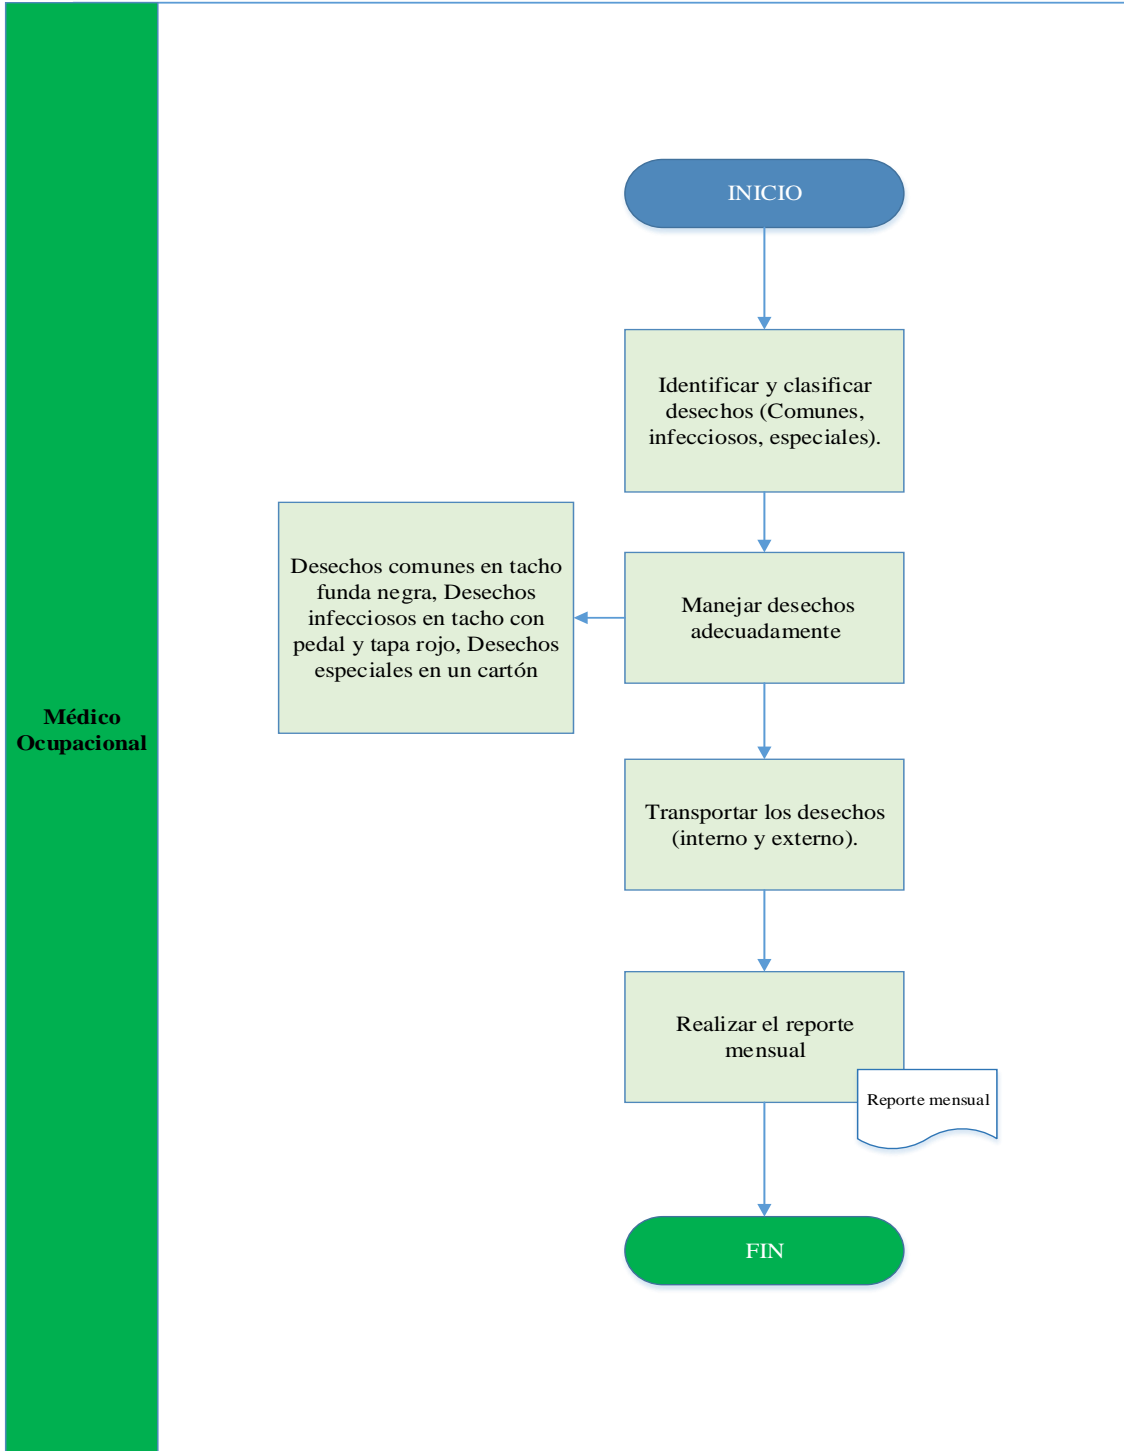 Médico
Ocupacional
INICIO
Identificar y clasificar
desechos (Comunes,
infecciosos, especiales).
Desechos comunes en tacho
funda negra, Desechos
infecciosos en tacho con
pedal y tapa rojo, Desechos
especiales en un cartón
Manejar desechos
adecuadamente
Transportar los desechos
(interno y externo).
Realizar el reporte
mensual
Reporte mensual
FIN